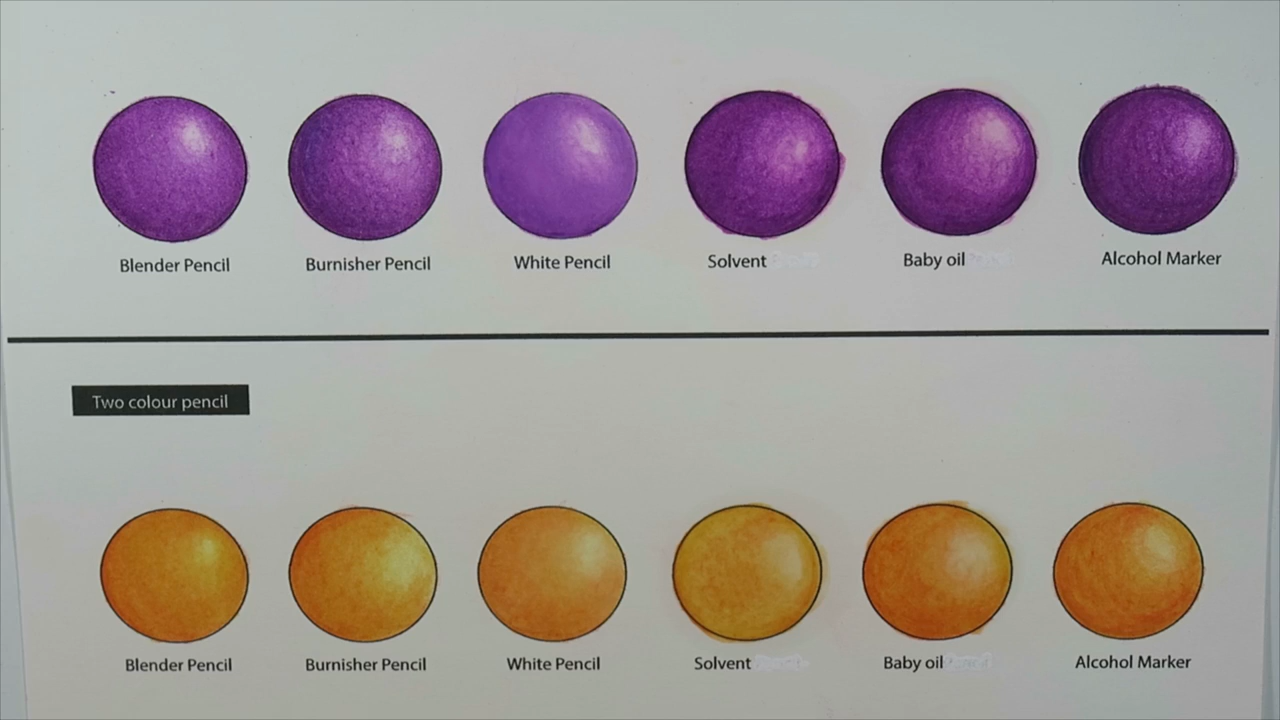 Blender Pencil Burnisher Pencil White Pencil Solvent Baby oil Alcohol Marker
Two colour pencil
Blender Pencil Burnisher Pencil White Pencil Solvent Baby oil Alcohol Marker